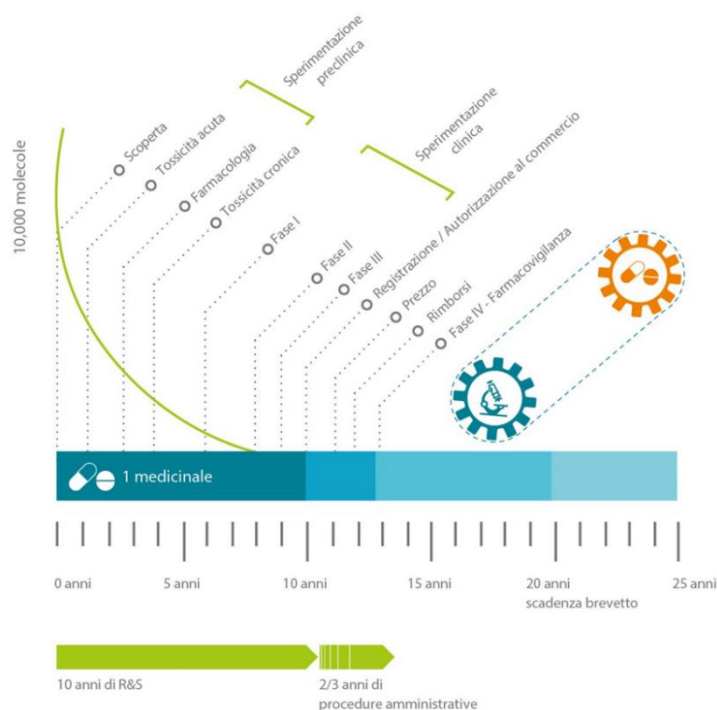 Sperimentazione
preclinica
Sperimentazione
clinica
10,000 molecole
Scoperta
Tossicità acuta
Farmacologia
Tossicità cronica
Fase I
Fase II
Fase III
Registrazione / Autorizzazione al commercio
Prezzo
Rimborsi
Fase IV - Farmacovigilanza
1 medicinale
0 anni
5 anni
10 anni
15 anni
20 anni
25 anni
scadenza brevetto
10 anni di R&S
2/3 anni di
procedure amministrative